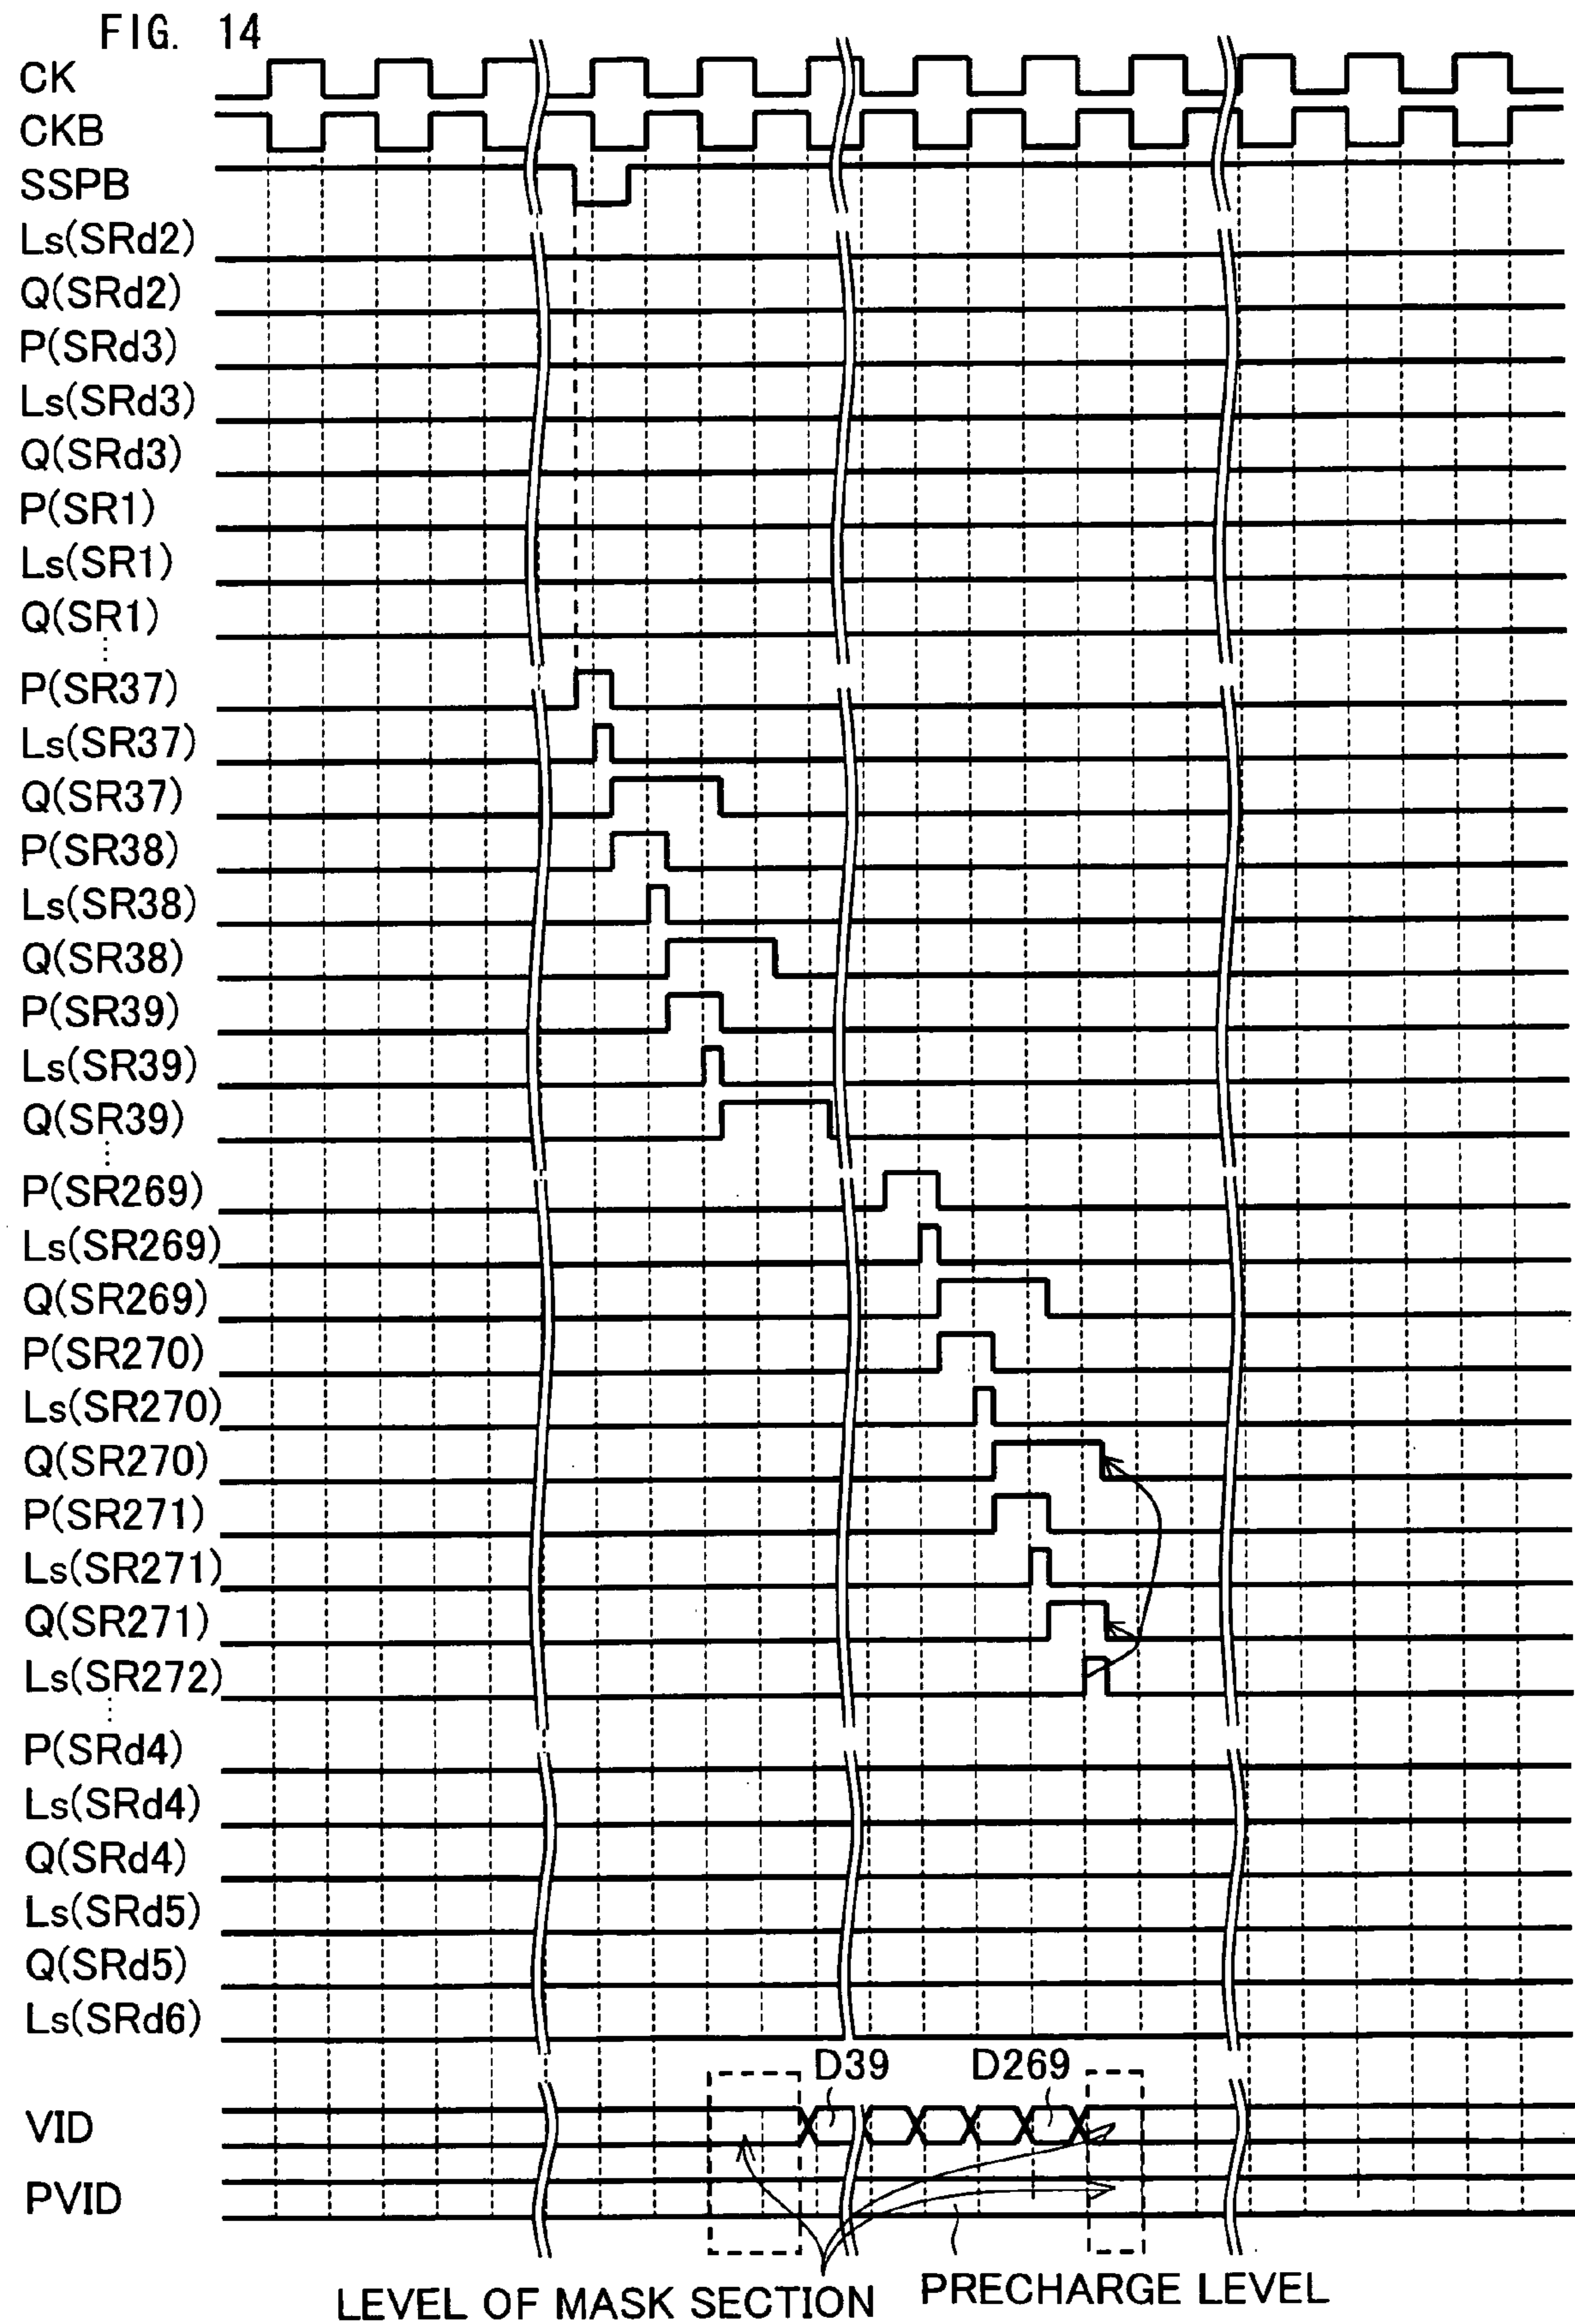 FIG. 14
CK
CKB
SSPB
Ls(SRd2)
Q(SRd2)
P(SRd3)
Ls(SRd3)
Q(SRd3)
P(SR1)
Ls(SR1)
Q(SR1)
⋮
P(SR37)
Ls(SR37)
Q(SR37)
P(SR38)
Ls(SR38)
Q(SR38)
P(SR39)
Ls(SR39)
Q(SR39)
⋮
P(SR269)
Ls(SR269)
Q(SR269)
P(SR270)
Ls(SR270)
Q(SR270)
P(SR271)
Ls(SR271)
Q(SR271)
Ls(SR272)
⋮
P(SRd4)
Ls(SRd4)
Q(SRd4)
Ls(SRd5)
Q(SRd5)
Ls(SRd6)
D39 D269
VID
PVID
LEVEL OF MASK SECTION PRECHARGE LEVEL